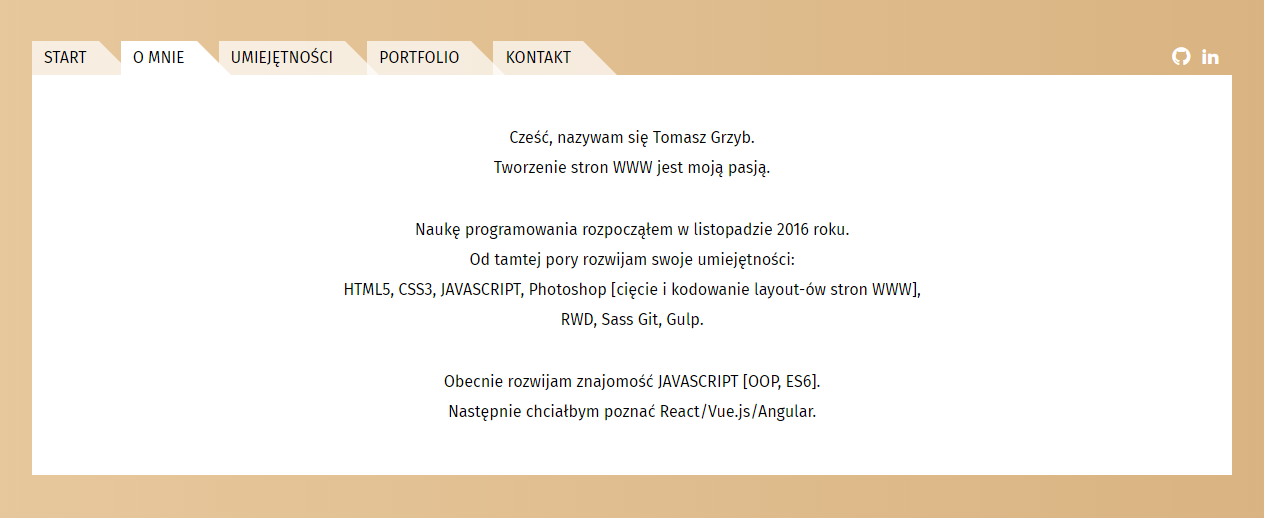 START O MNIE UMIEJĘTNOŚCI PORTFOLIO KONTAKT in
Cześć, nazywam się Tomasz Grzyb.
Tworzenie stron WWW jest moją pasją.
Naukę programowania rozpocząłem w listopadzie 2016 roku.
Od tamtej pory rozwijam swoje umiejętności:
HTML5, CSS3, JAVASCRIPT, Photoshop [cięcie i kodowanie layout-ów stron WWW],
RWD, Sass Git, Gulp.
Obecnie rozwijam znajomość JAVASCRIPT [OOP, ES6].
Następnie chciałbym poznać React/Vue.js/Angular.